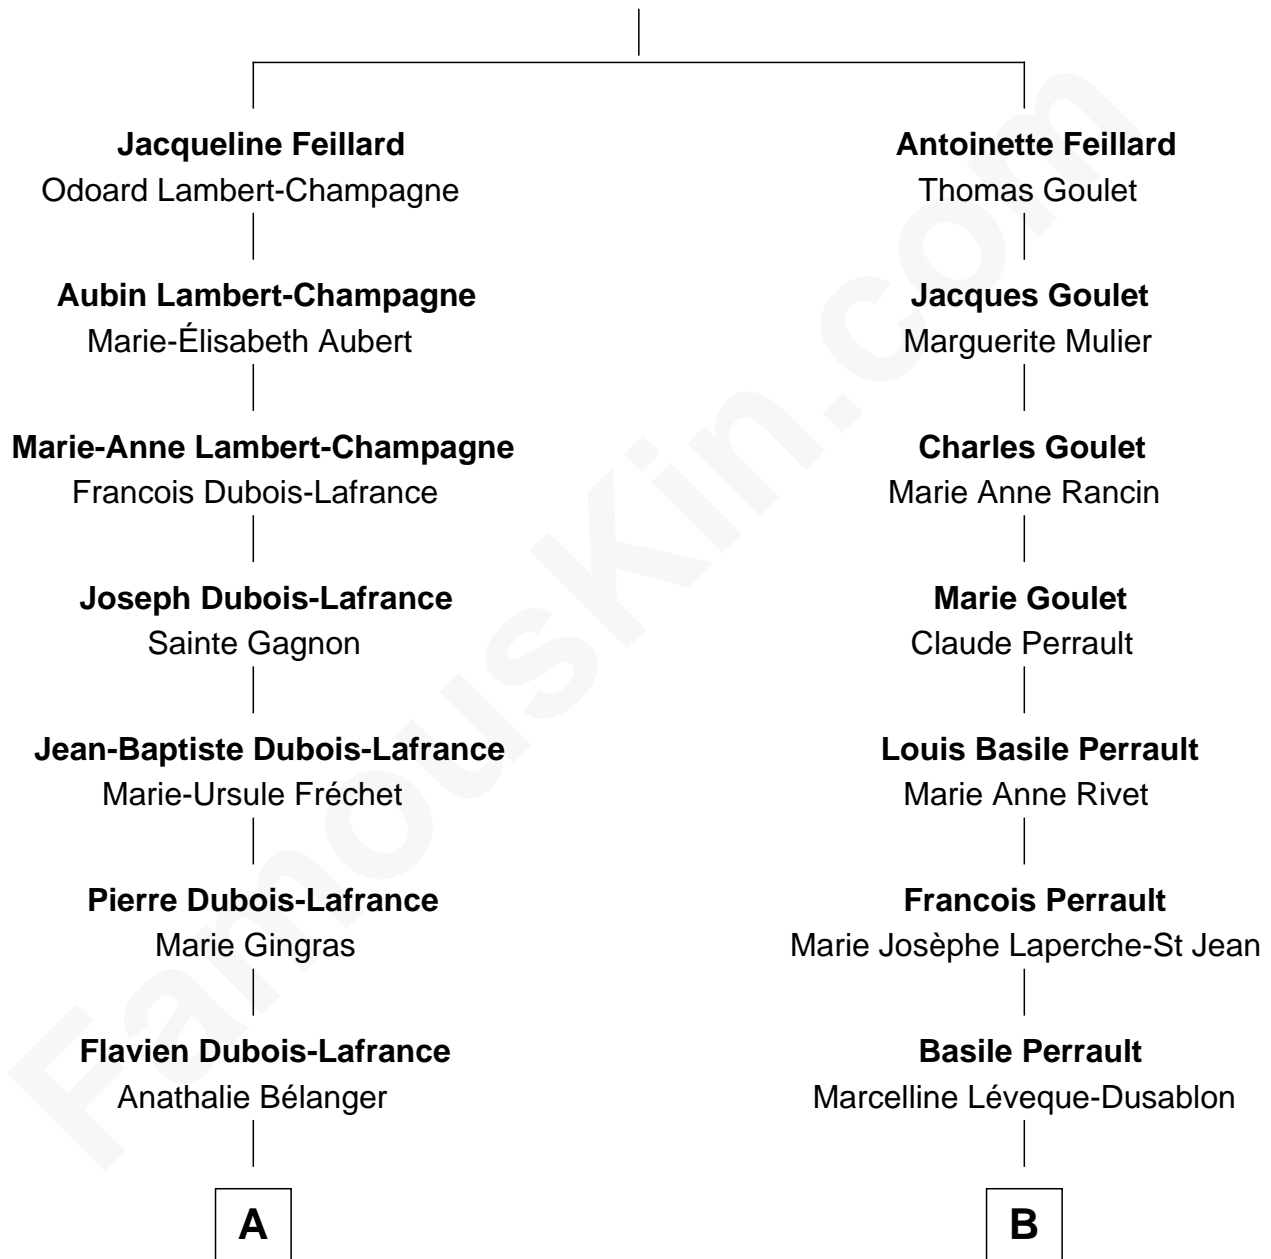 Jacqueline Feillard
Odoard Lambert-Champagne
Aubin Lambert-Champagne
Marie-Élisabeth Aubert
Marie-Anne Lambert-Champagne
Francois Dubois-Lafrance
Joseph Dubois-Lafrance
Sainte Gagnon
Jean-Baptiste Dubois-Lafrance
Marie-Ursule Fréchet
Pierre Dubois-Lafrance
Marie Gingras
Flavien Dubois-Lafrance
Anathalie Bélanger
A
Antoinette Feillard
Thomas Goulet
Jacques Goulet
Marguerite Mulier
Charles Goulet
Marie Anne Rancin
Marie Goulet
Claude Perrault
Louis Basile Perrault
Marie Anne Rivet
Francois Perrault
Marie Josèphe Laperche-St Jean
Basile Perrault
Marcelline Léveque-Dusablon
B
FamousKin.com